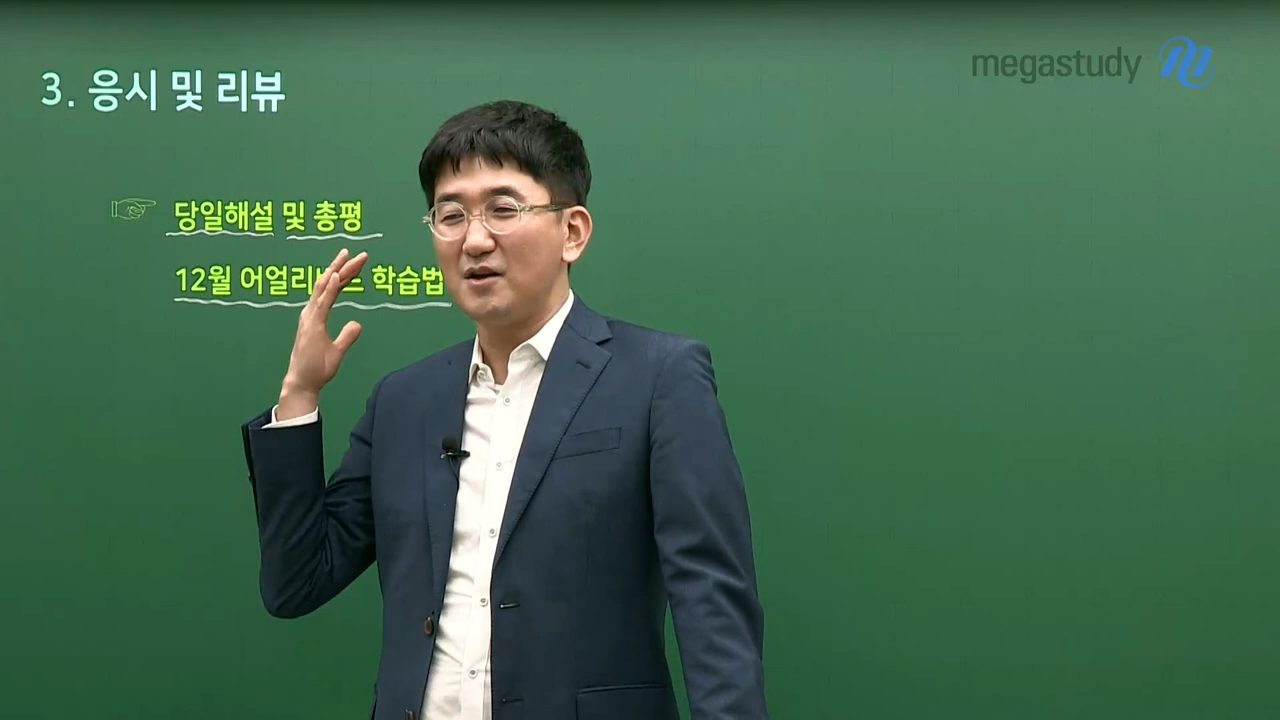 megastudy
3. 응시 및 리뷰
당일해설 및 총평
12월 학습법